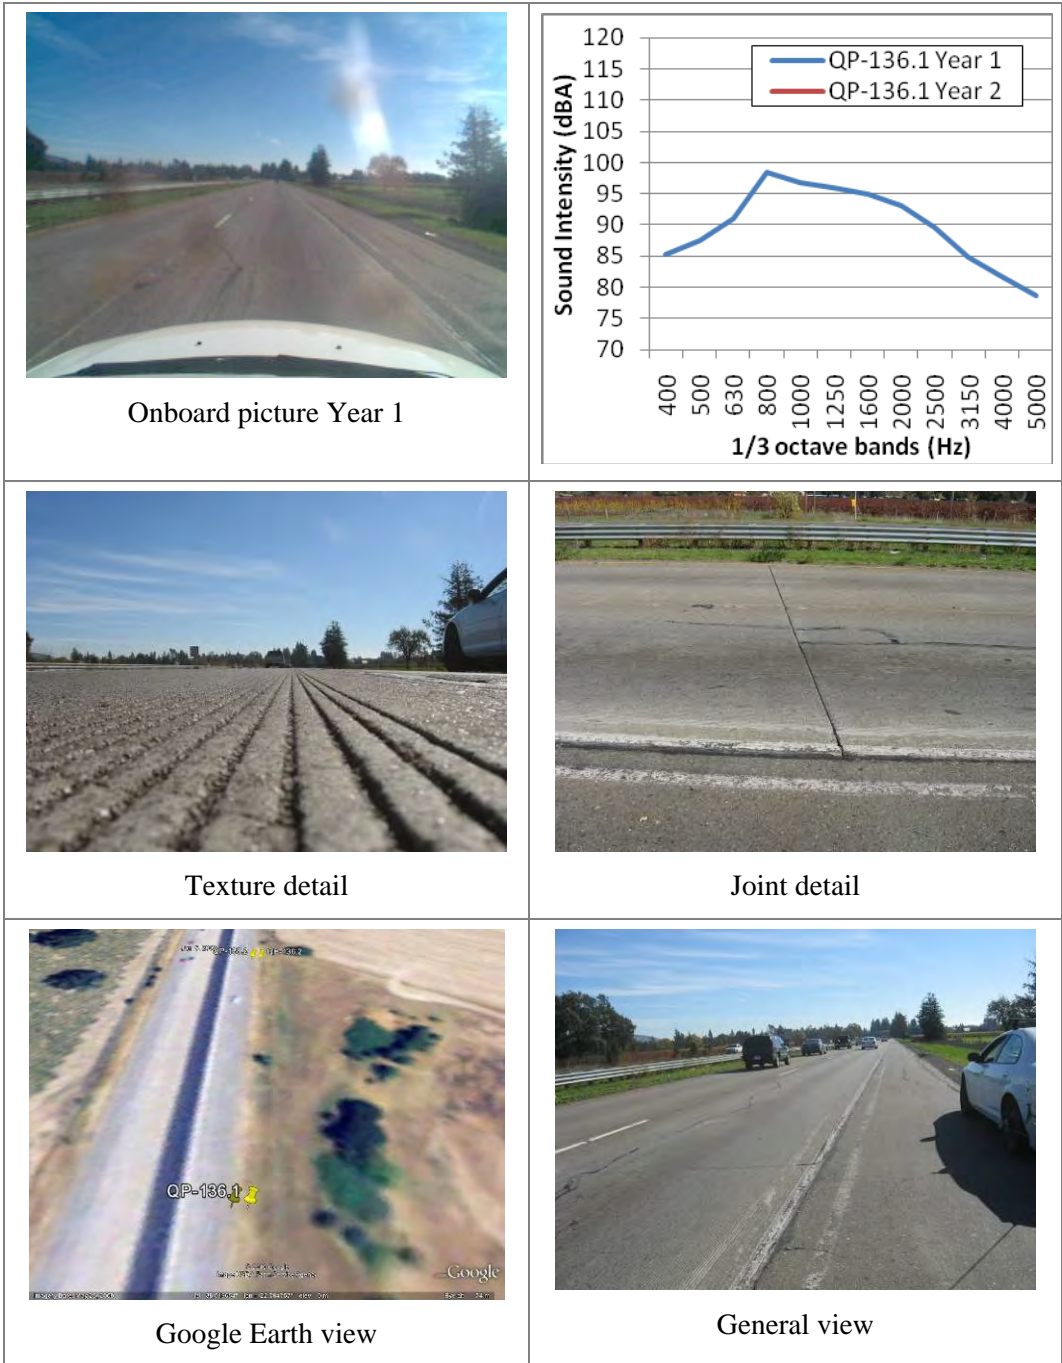 Onboard picture Year 1
120
115
110
105
100
95
90
85
80
75
70
Sound Intensity (dBA)
QP-136.1 Year 1
QP-136.1 Year 2
400
500
630
800
1000
1250
1600
2000
2500
3150
4000
5000
1/3 octave bands (Hz)
Texture detail
Joint detail
QP-136.1
Google
Google Earth view
General view